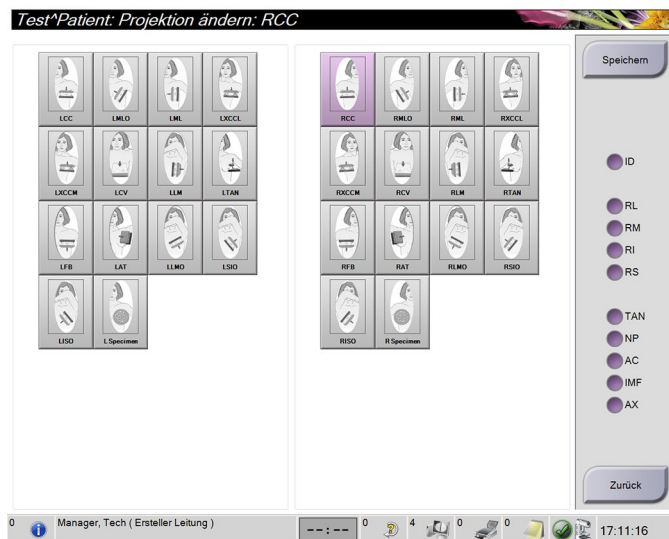 Test^Patient: Projektion ändern: RCC
LCC LMLO LML LXCCL
LXCCM LCV LLM LTAN
LFB LAT LLMO LSIO
LISO L Specimen
RCC RMLO RML RXCCL
RXCCM RCV RLM RTAN
RFB RAT RLMO RSIO
RISO R Specimen
Speichern
ID
RL
RM
RI
RS
TAN
NP
AC
IMF
AX
Zurück
0 Manager, Tech ( Ersteller Leitung ) --:-- 0 4 0 0 17:11:16